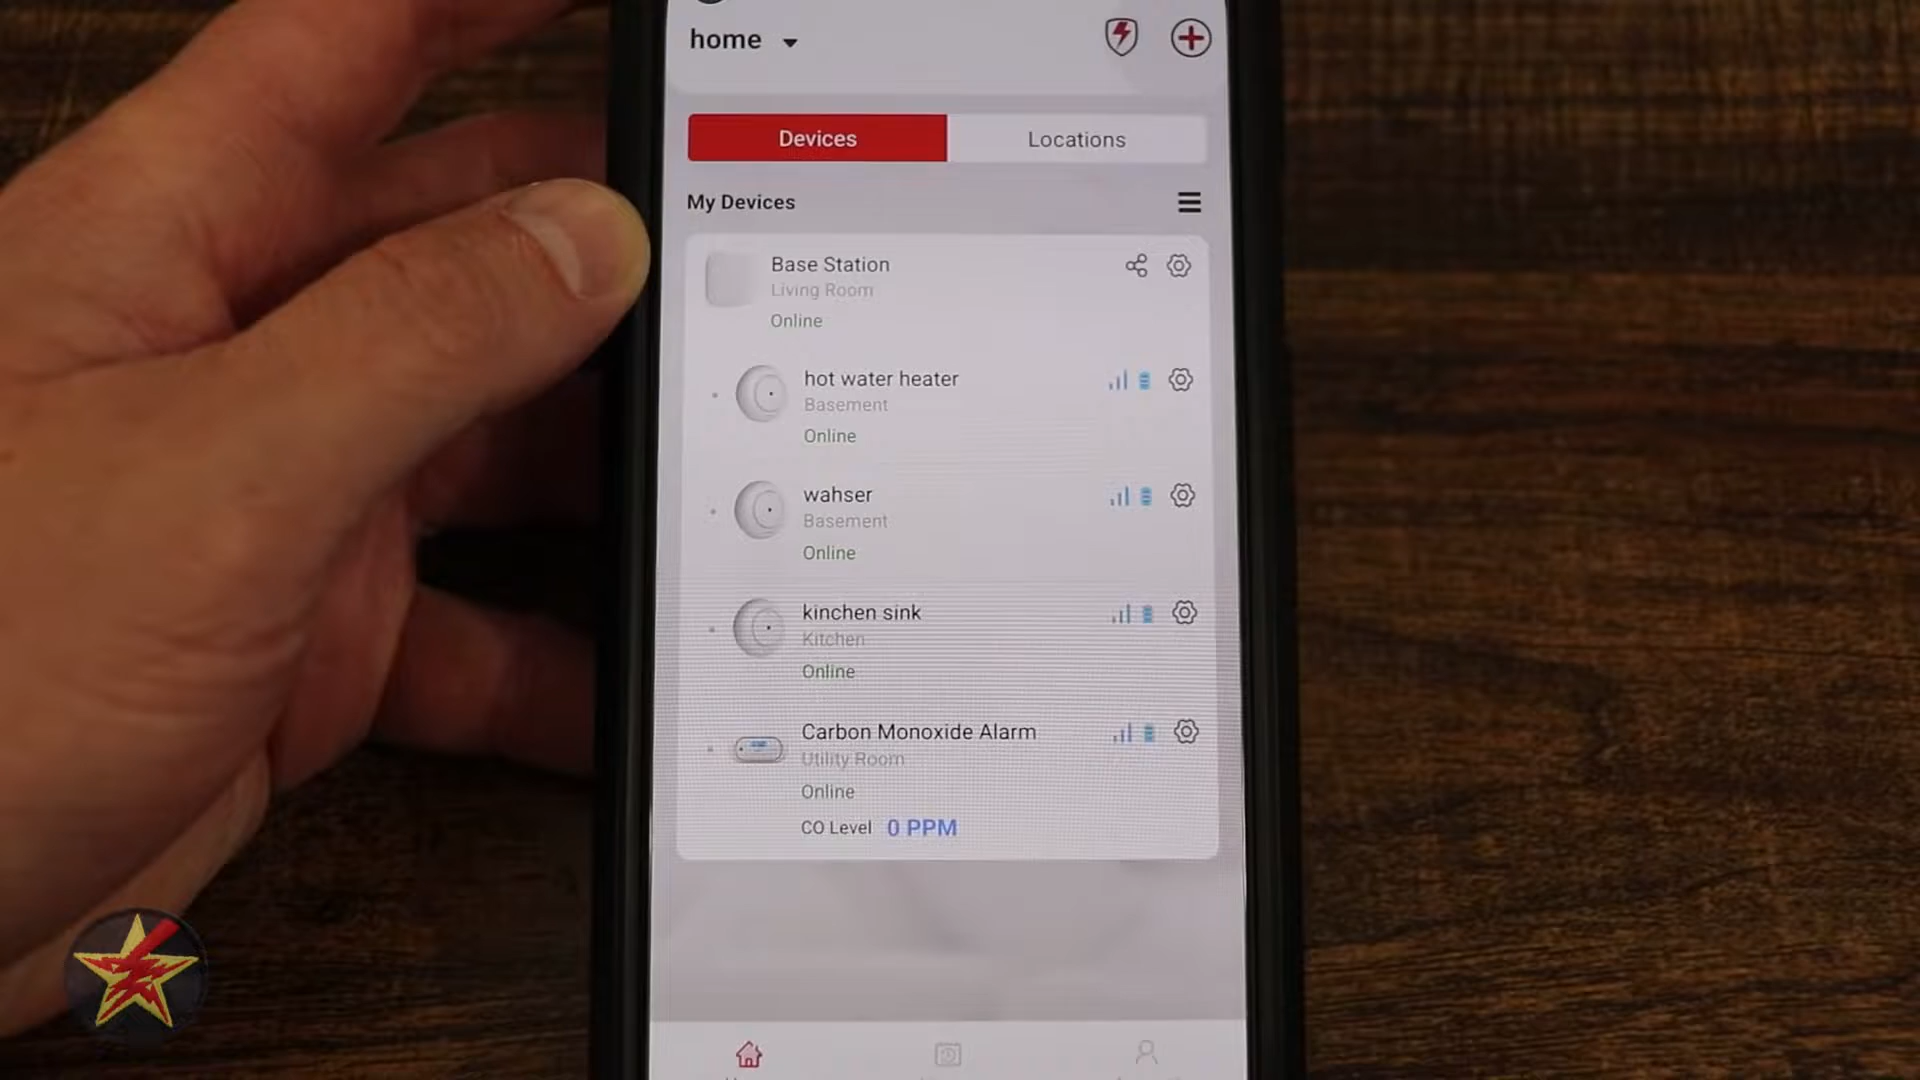 home
Devices
Locations
My Devices
Base Station
Living Room
Online
hot water heater
Basement
Online
wahser
Basement
Online
kinchen sink
Kitchen
Online
Carbon Monoxide Alarm
Utility Room
Online
CO Level 0 PPM